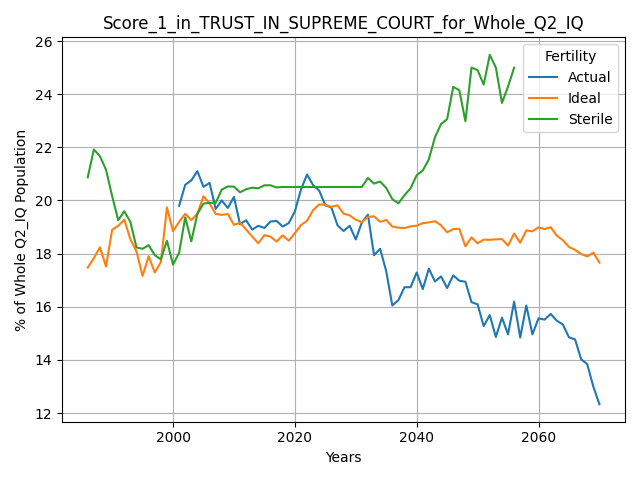 Score_1_in_TRUST_IN_SUPREME_COURT_for_Whole_Q2_IQ
26
24
22
20
18
16
14
12
% of Whole Q2_IQ Population
Fertility
Actual
Ideal
Sterile
2000
2020
2040
2060
Years